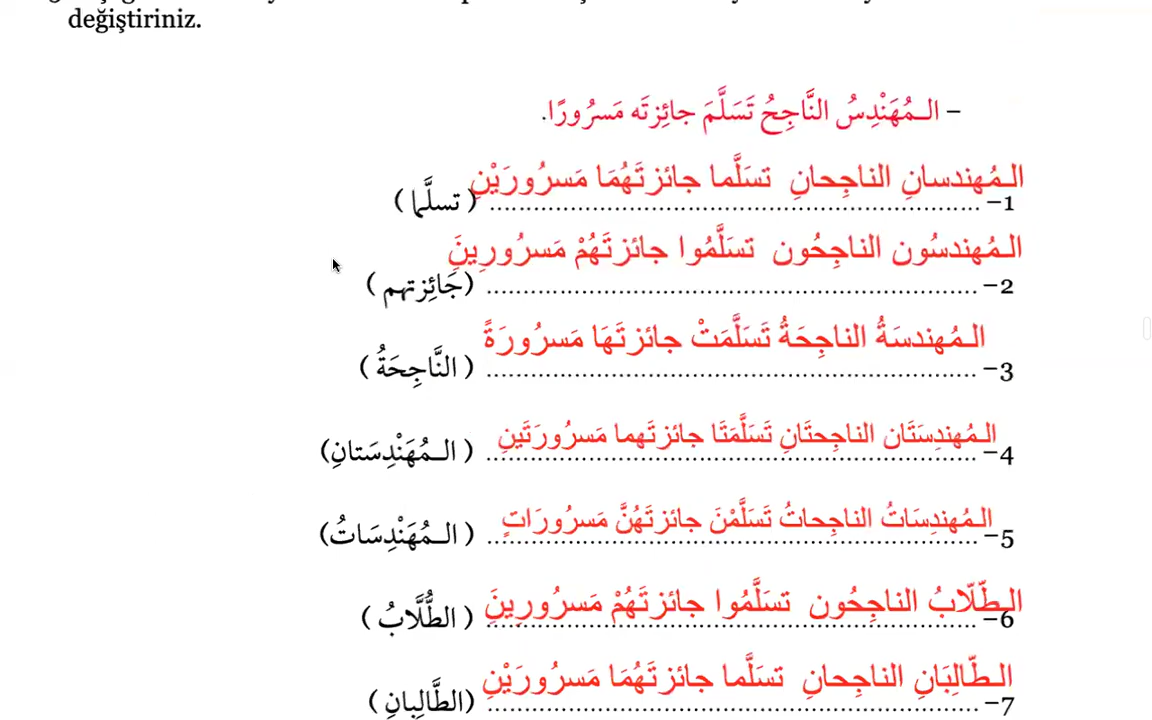 değiştiriniz.
– الـمُهَنْدِسُ النَّاجِحُ تَسَلَّمَ جائِزتَه مَسرُورًا.
الـمُهندسانِ الناجِحانِ تسَلَّما جائزتَهُمَا مَسرُورَيْنِ
1– .......................................................... ( تسلَّما )
الـمُهندسُون الناجِحُون تسَلَّمُوا جائزتَهُمْ مَسرُورِينَ
2– .......................................................... (جَائِزتهم )
الـمُهندسَةُ الناجِحَةُ تَسَلَّمَتْ جائزتَهَا مَسرُورَةً
3– .......................................................... ( النَّاجِحَةُ )
الـمُهندِسَتَان الناجِحتَانِ تَسَلَّمَتَا جائزتَهما مَسرُورَتَينِ
4– .......................................................... ( الـمُهَنْدِسَتانِ)
الـمُهندِسَاتُ الناجِحاتُ تَسَلَّمْنَ جائزتَهُنَّ مَسرُورَاتٍ
5– .......................................................... ( الـمُهَنْدِسَاتُ)
الـطّلّابُ الناجِحُون تسَلَّمُوا جائزتَهُمْ مَسرُورِينَ
6– .......................................................... ( الطُّلَّابُ )
الـطّالِبَانِ الناجحانِ تسَلَّما جائزتَهُمَا مَسرُورَيْنِ
7– .......................................................... (الطَّالِبانِ )